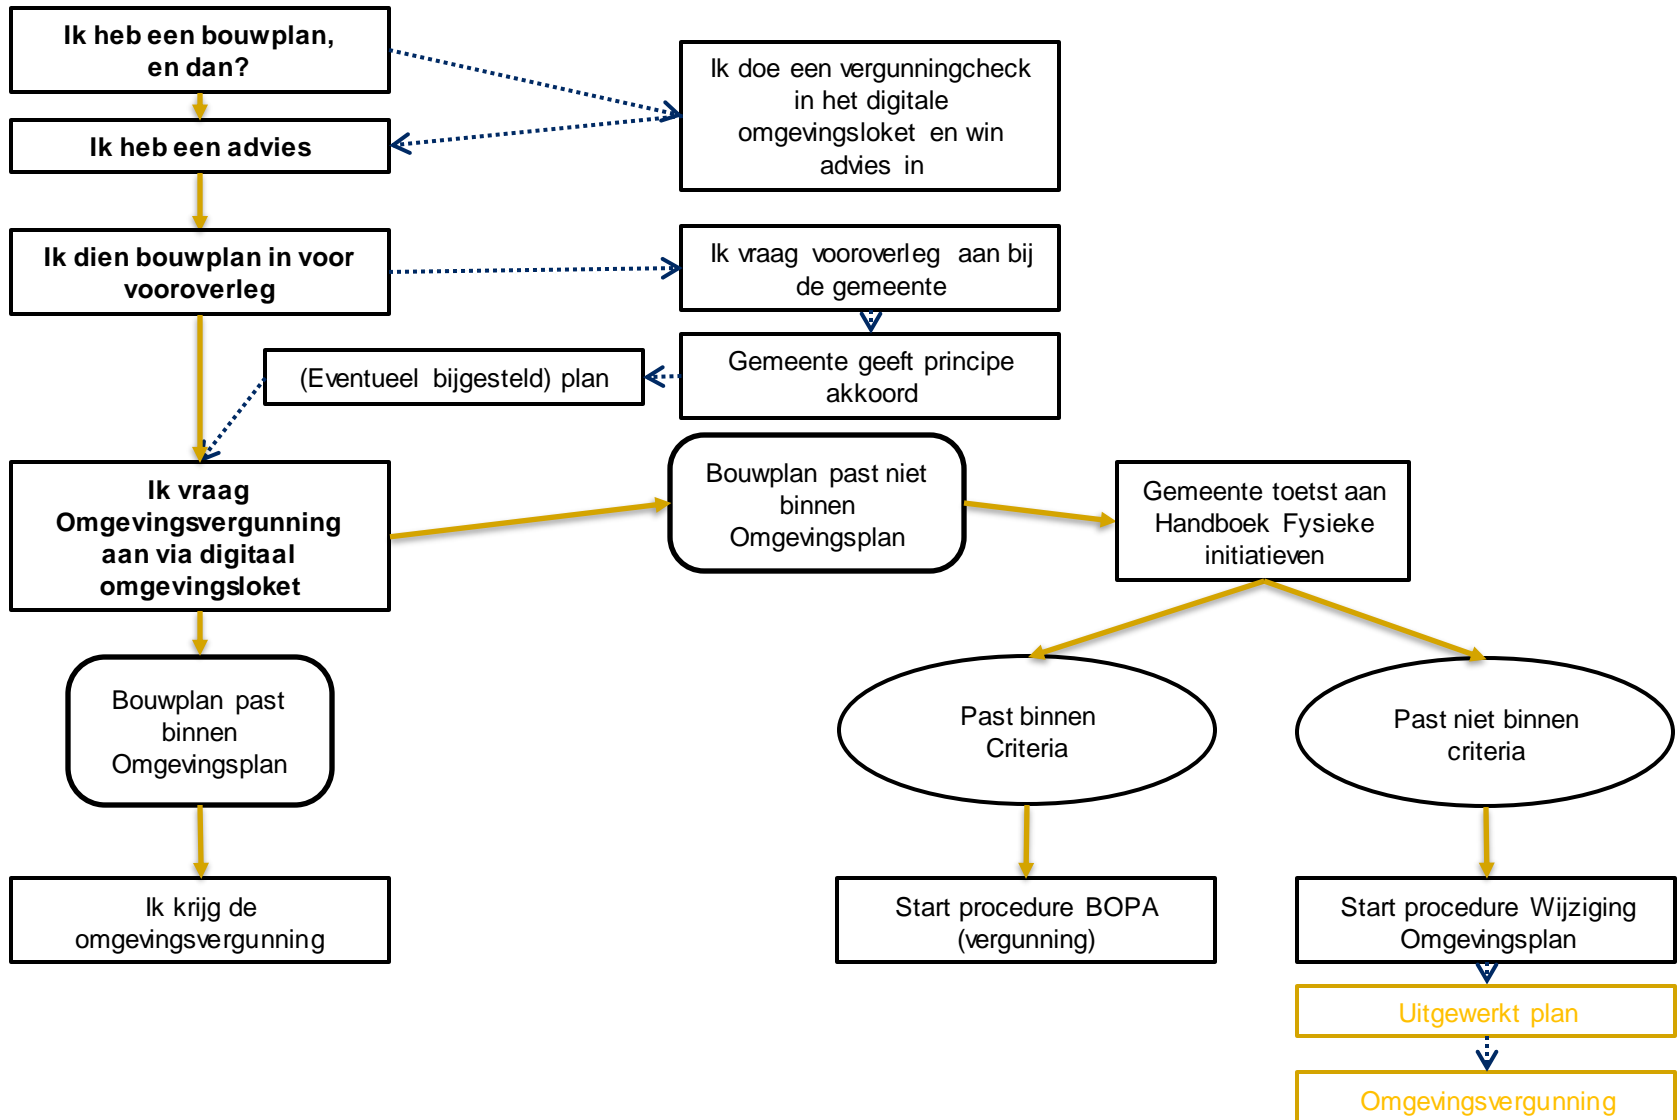 Ik heb een bouwplan,
en dan?
Ik doe een vergunningcheck
in het digitale
omgevingsloket en win
advies in
Ik heb een advies
Ik dien bouwplan in voor
vooroverleg
Ik vraag vooroverleg aan bij
de gemeente
Gemeente geeft principe
akkoord
(Eventueel bijgesteld) plan
Ik vraag
Omgevingsvergunning
aan via digitaal
omgevingsloket
Bouwplan past niet
binnen
Omgevingsplan
Gemeente toetst aan
Handboek Fysieke
initiatieven
Bouwplan past
binnen
Omgevingsplan
Past binnen
Criteria
Past niet binnen
criteria
Ik krijg de
omgevingsvergunning
Start procedure BOPA
(vergunning)
Start procedure Wijziging
Omgevingsplan
Uitgewerkt plan
Omgevingsvergunning